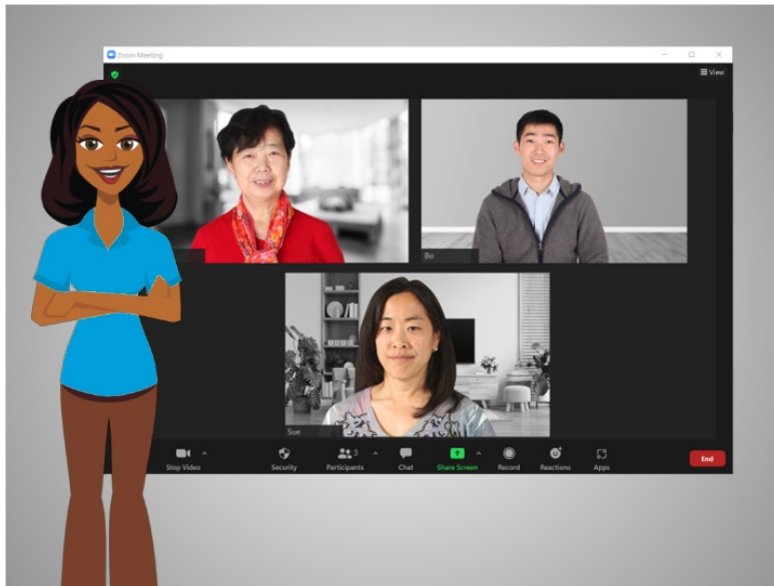 Zoom Meeting
View
Bo
Sue
Stop Video
Security
Participants
3
Chat
Share Screen
Record
Reactions
Apps
End